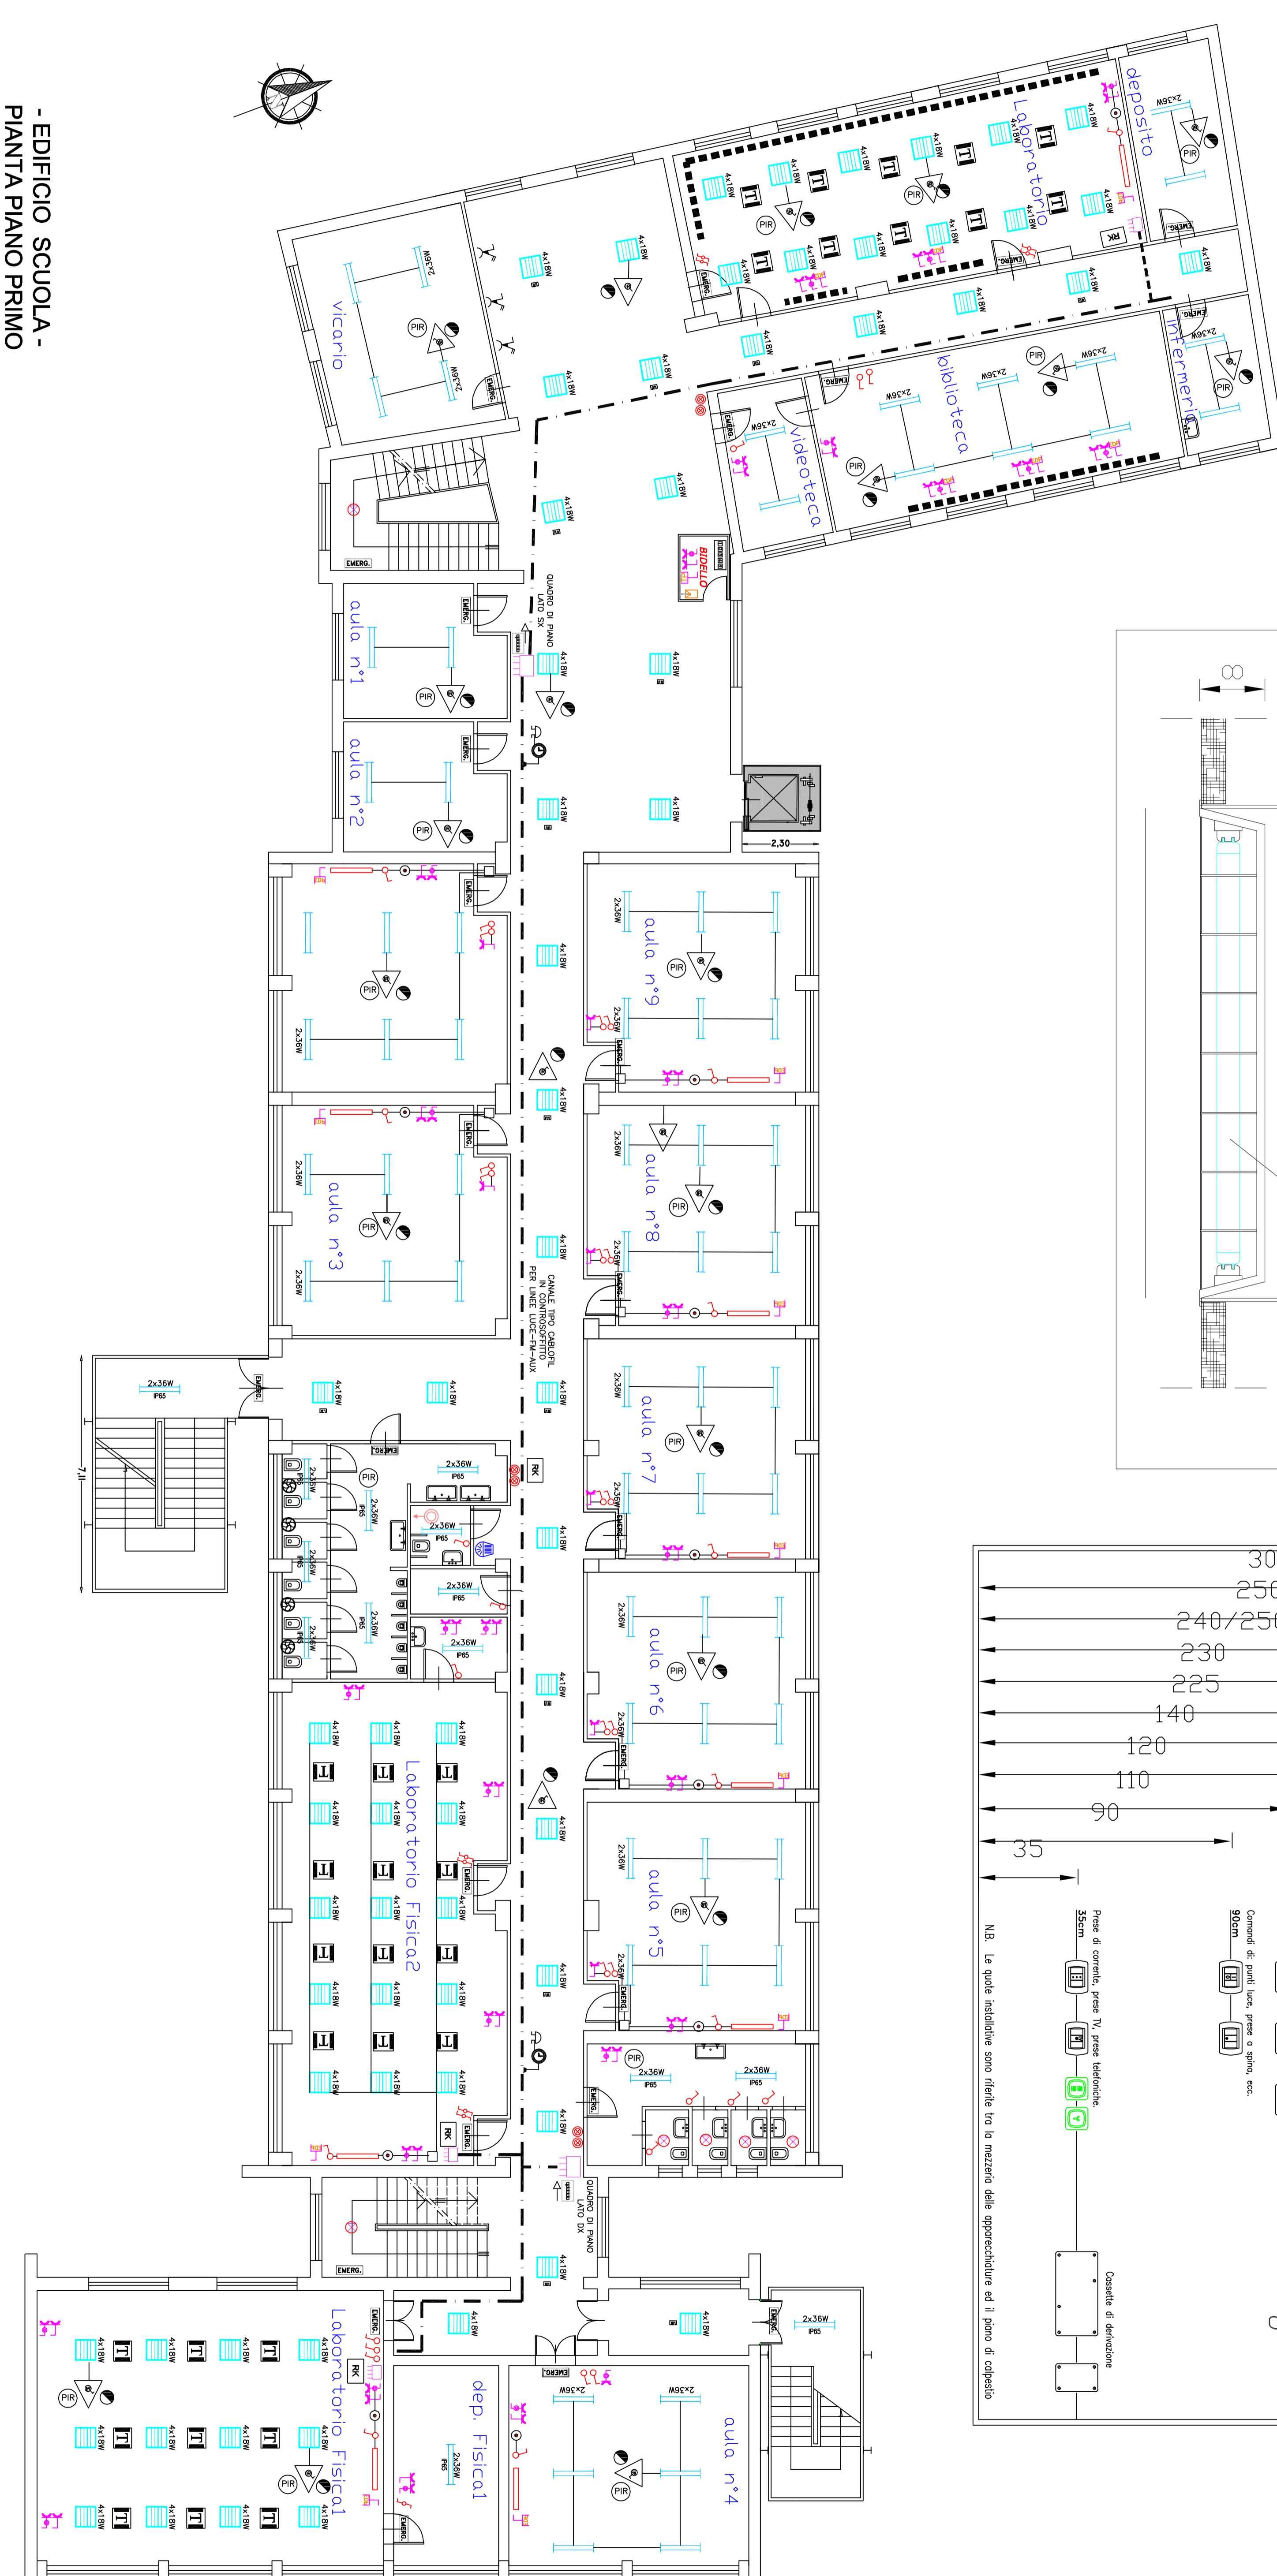 - EDIFICIO SCUOLA -
PIANTA PIANO PRIMO
deposito
Laboratorio
infermeria
biblioteca
videoteca
vicario
BIDELLO
QUADRO DI PIANO
LATO SX
aula n°1
aula n°2
2,30
aula n°9
aula n°8
aula n°3
CANALE TIPO CABLOFIL
IN CONTROSOFFITTO
PER LINEE LUCE-FM-AUX
aula n°7
aula n°6
aula n°5
7,11
Laboratorio Fisica2
QUADRO DI PIANO
LATO DX
Laboratorio Fisica1
dep. Fisica1
aula n°4
4x18W
2x36W
2x36W
IP65
PIR
EMERG.
RK
T
8
30
250
240/250
230
225
140
120
110
90
35
Prese di corrente, prese TV, prese telefoniche.
35cm
Comandi di: punti luce, prese a spina, ecc.
90cm
Cassette di derivazione
N.B. Le quote installative sono riferite tra la mezzeria delle apparecchiature ed il piano di calpestio